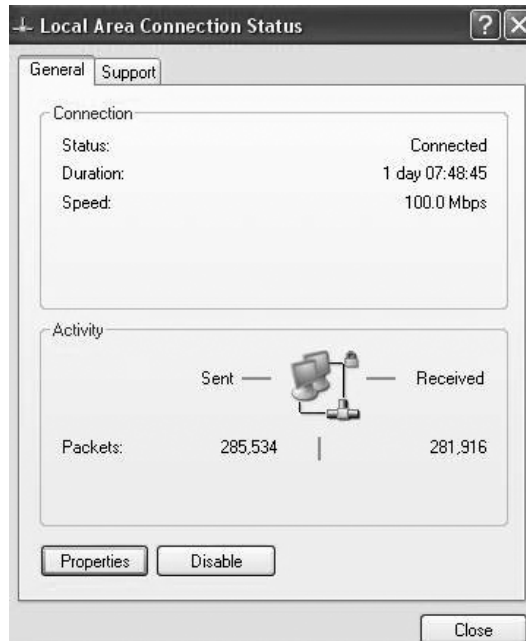 Local Area Connection Status
General Support
Connection
Status: Connected
Duration: 1 day 07:48:45
Speed: 100.0 Mbps
Activity
Sent Received
Packets: 285,534 281,916
Properties Disable
Close